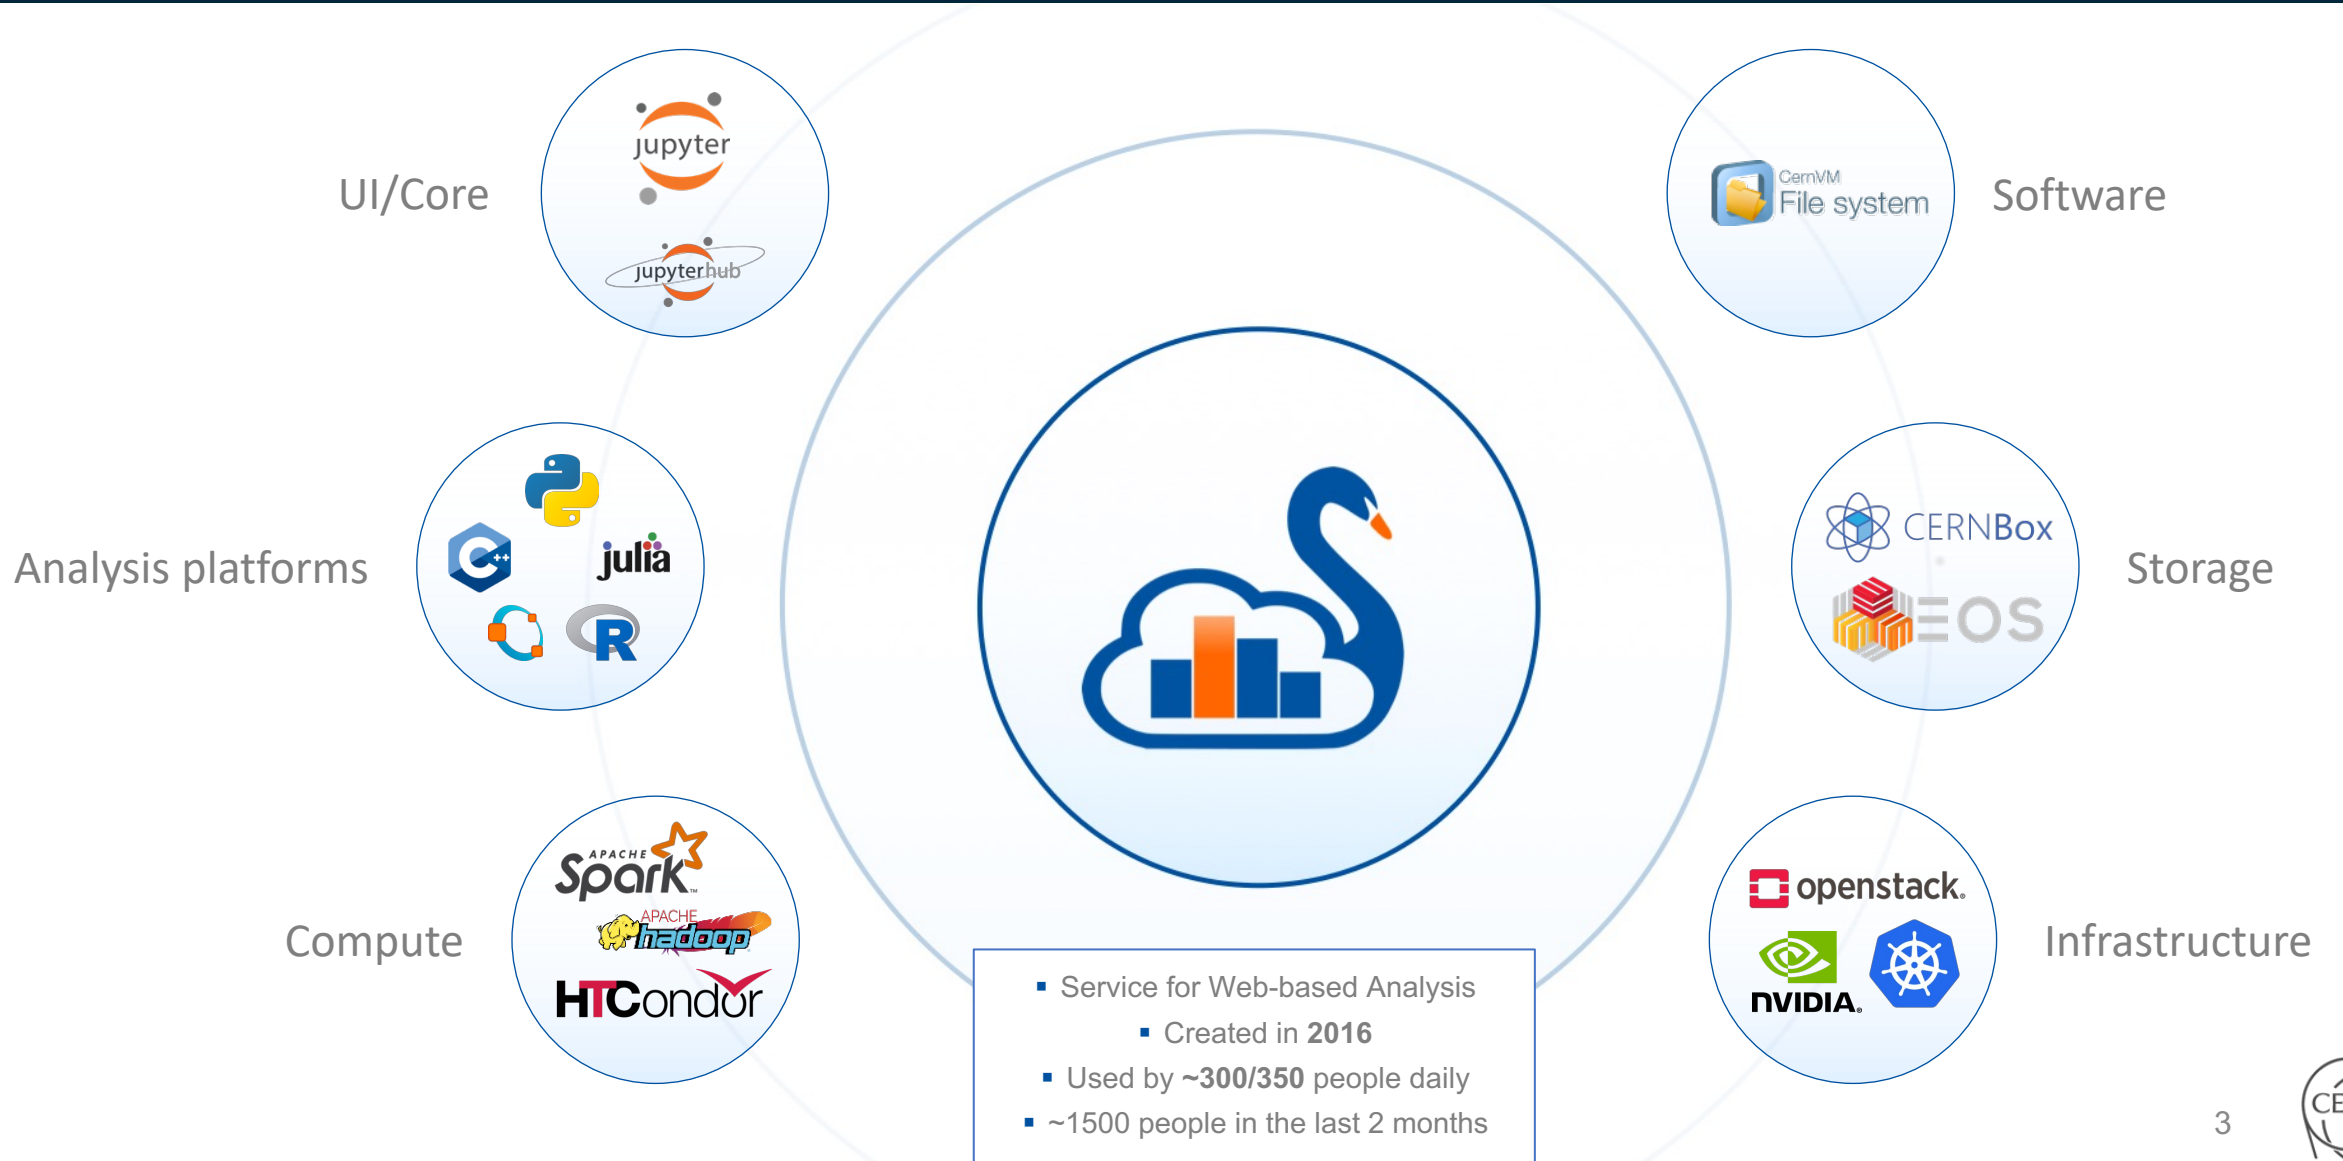 UI/Core
jupyter
jupyterhub
CernVM
File system
Software
Analysis platforms
C++
julia
R
CERNBox
EOS
Storage
Compute
APACHE
Spark™
APACHE
hadoop
HTCondor
openstack.
NVIDIA.
Infrastructure
▪ Service for Web-based Analysis
▪ Created in 2016
▪ Used by ~300/350 people daily
▪ ~1500 people in the last 2 months
3